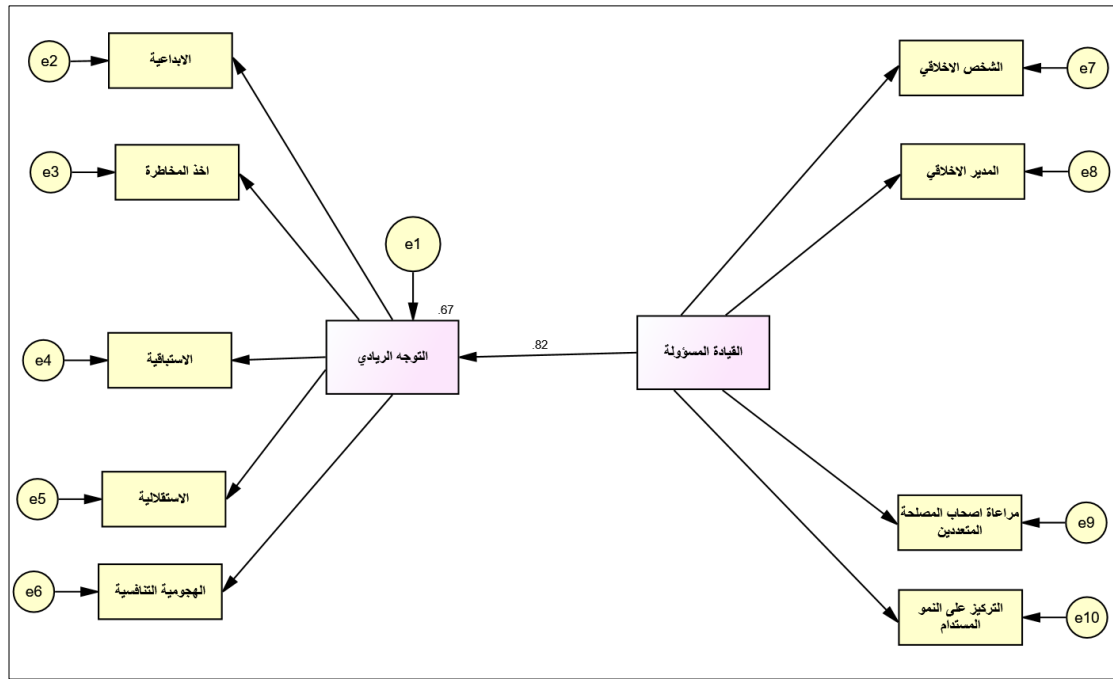 الابداعية
e2
الشخص الاخلاقي
e7
اخذ المخاطرة
e3
المدير الاخلاقي
e8
e1
.67
التوجه الريادي
.82
القيادة المسؤولة
الاستباقية
e4
الاستقلالية
e5
مراعاة اصحاب المصلحة
المتعددين
e9
الهجومية التنافسية
e6
التركيز على النمو
المستدام
e10